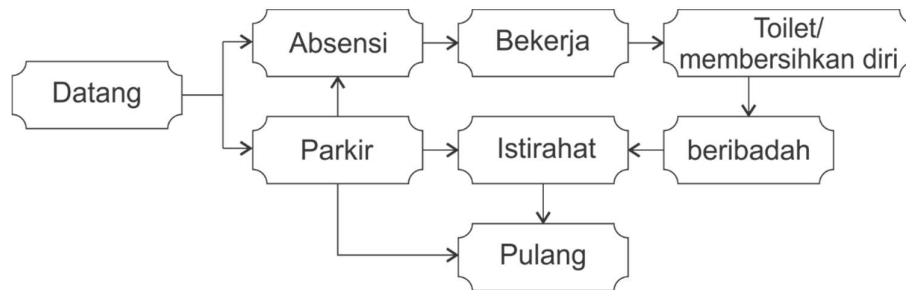 Datang
Absensi
Bekerja
Toilet/
membersihkan diri
Parkir
Istirahat
beribadah
Pulang